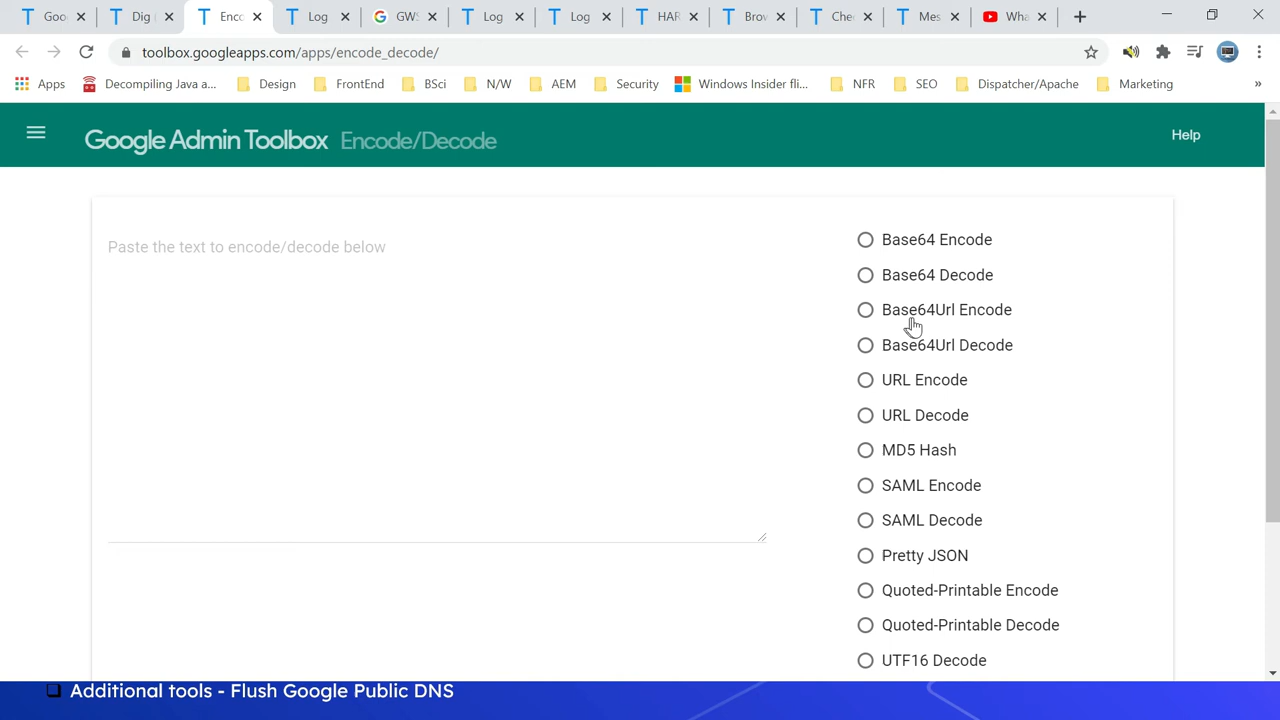 Goo
Dig (
Enc
Log
GWS
Log
Log
HAR
Brow
Che
Mes
Wha
toolbox.googleapps.com/apps/encode_decode/
Apps
Decompiling Java a...
Design
FrontEnd
BSci
N/W
AEM
Security
Windows Insider fli...
NFR
SEO
Dispatcher/Apache
Marketing
»
Google Admin Toolbox Encode/Decode
Help
Paste the text to encode/decode below
Base64 Encode
Base64 Decode
Base64Url Encode
Base64Url Decode
URL Encode
URL Decode
MD5 Hash
SAML Encode
SAML Decode
Pretty JSON
Quoted-Printable Encode
Quoted-Printable Decode
UTF16 Decode
Additional tools - Flush Google Public DNS